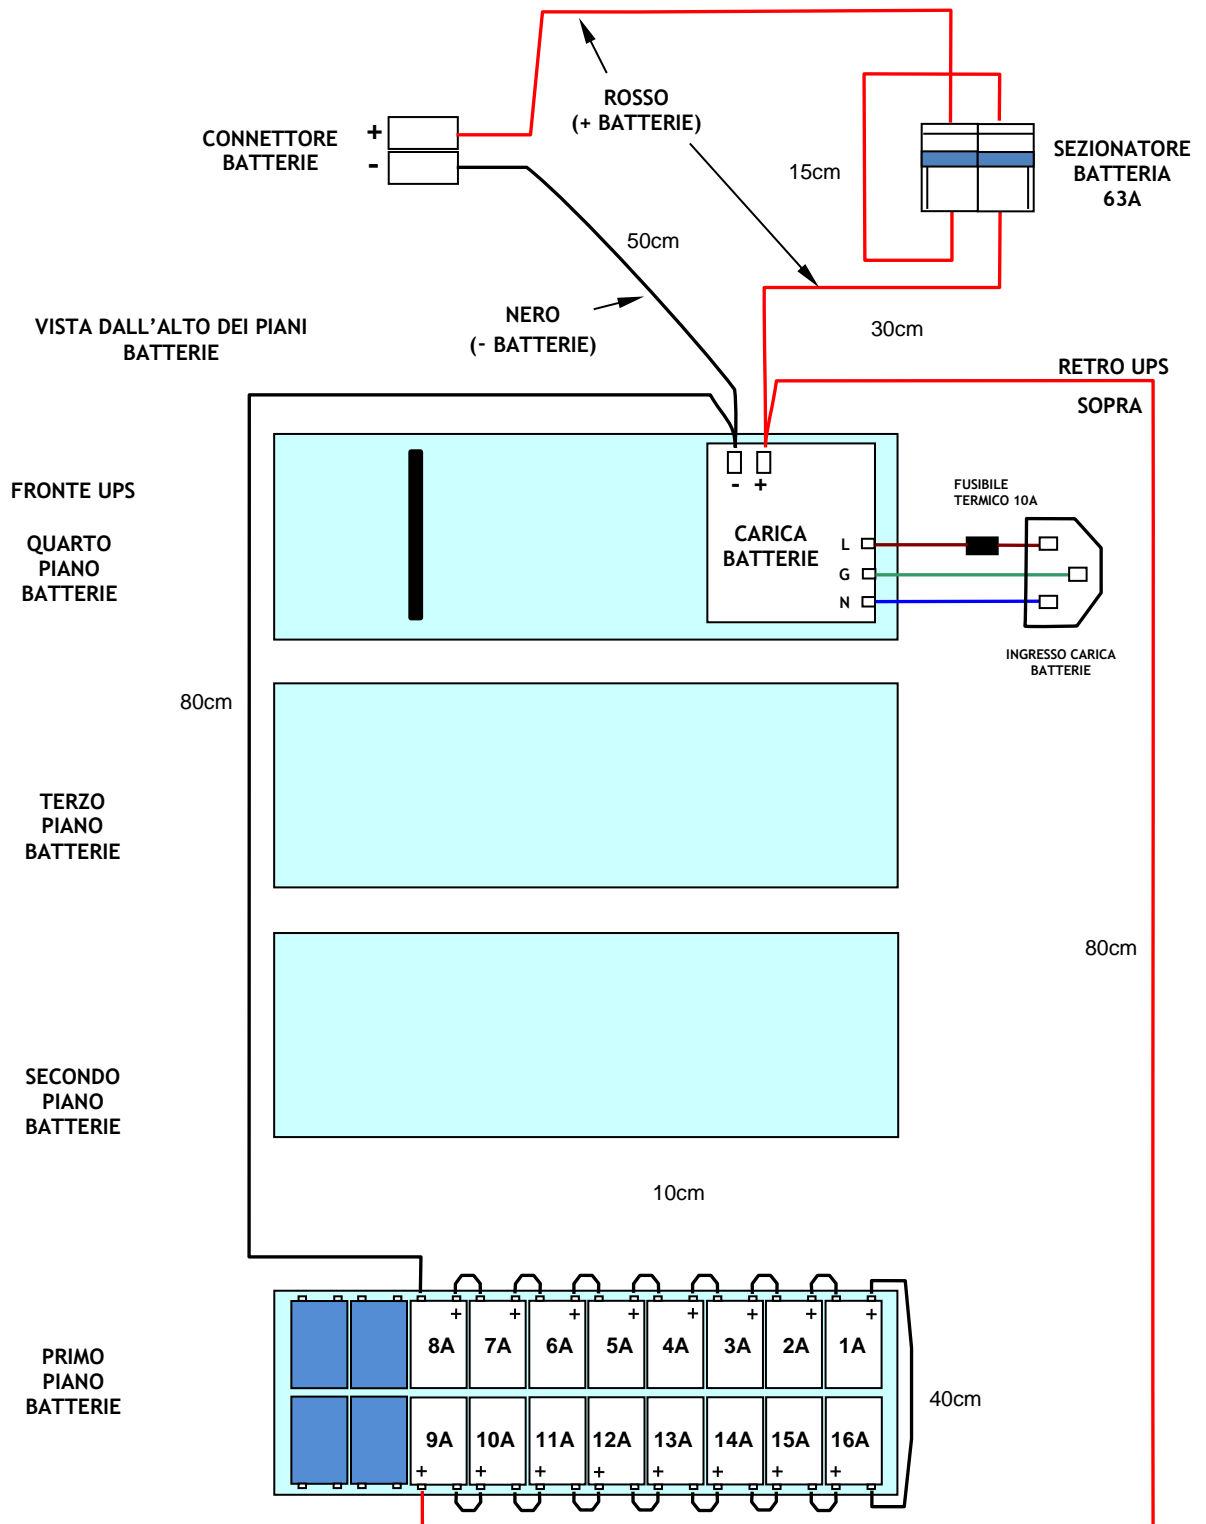 ROSSO
(+ BATTERIE)
CONNETTORE
BATTERIE
+
-
SEZIONATORE
BATTERIA
63A
15cm
50cm
NERO
(- BATTERIE)
30cm
VISTA DALL’ALTO DEI PIANI
BATTERIE
RETRO UPS
SOPRA
FRONTE UPS
QUARTO
PIANO
BATTERIE
- +
CARICA
BATTERIE
L
G
N
FUSIBILE
TERMICO 10A
INGRESSO CARICA
BATTERIE
80cm
TERZO
PIANO
BATTERIE
80cm
SECONDO
PIANO
BATTERIE
10cm
PRIMO
PIANO
BATTERIE
+ + + + + + + +
8A 7A 6A 5A 4A 3A 2A 1A
40cm
9A 10A 11A 12A 13A 14A 15A 16A
+ + + + + + + +